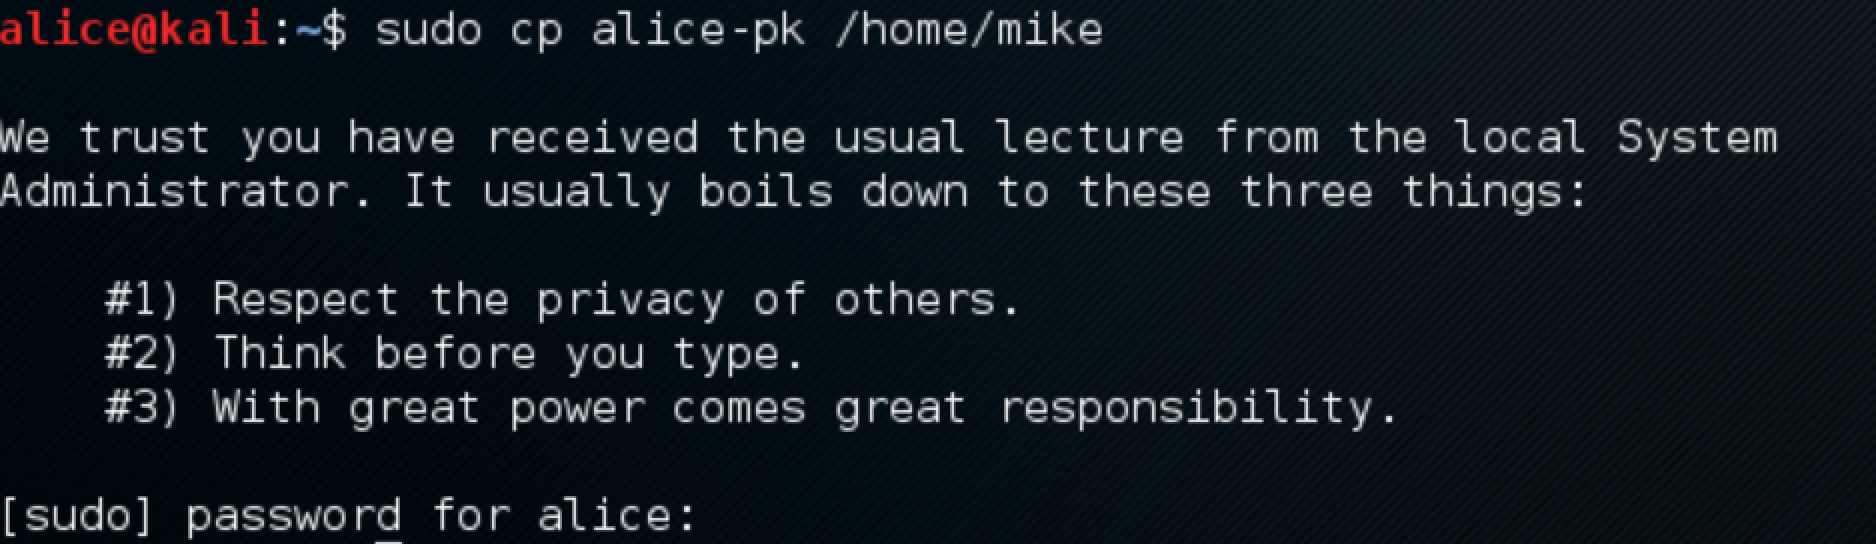 alice@kali:~$ sudo cp alice-pk /home/mike
We trust you have received the usual lecture from the local System
Administrator. It usually boils down to these three things:
#1) Respect the privacy of others.
#2) Think before you type.
#3) With great power comes great responsibility.
[sudo] password for alice: